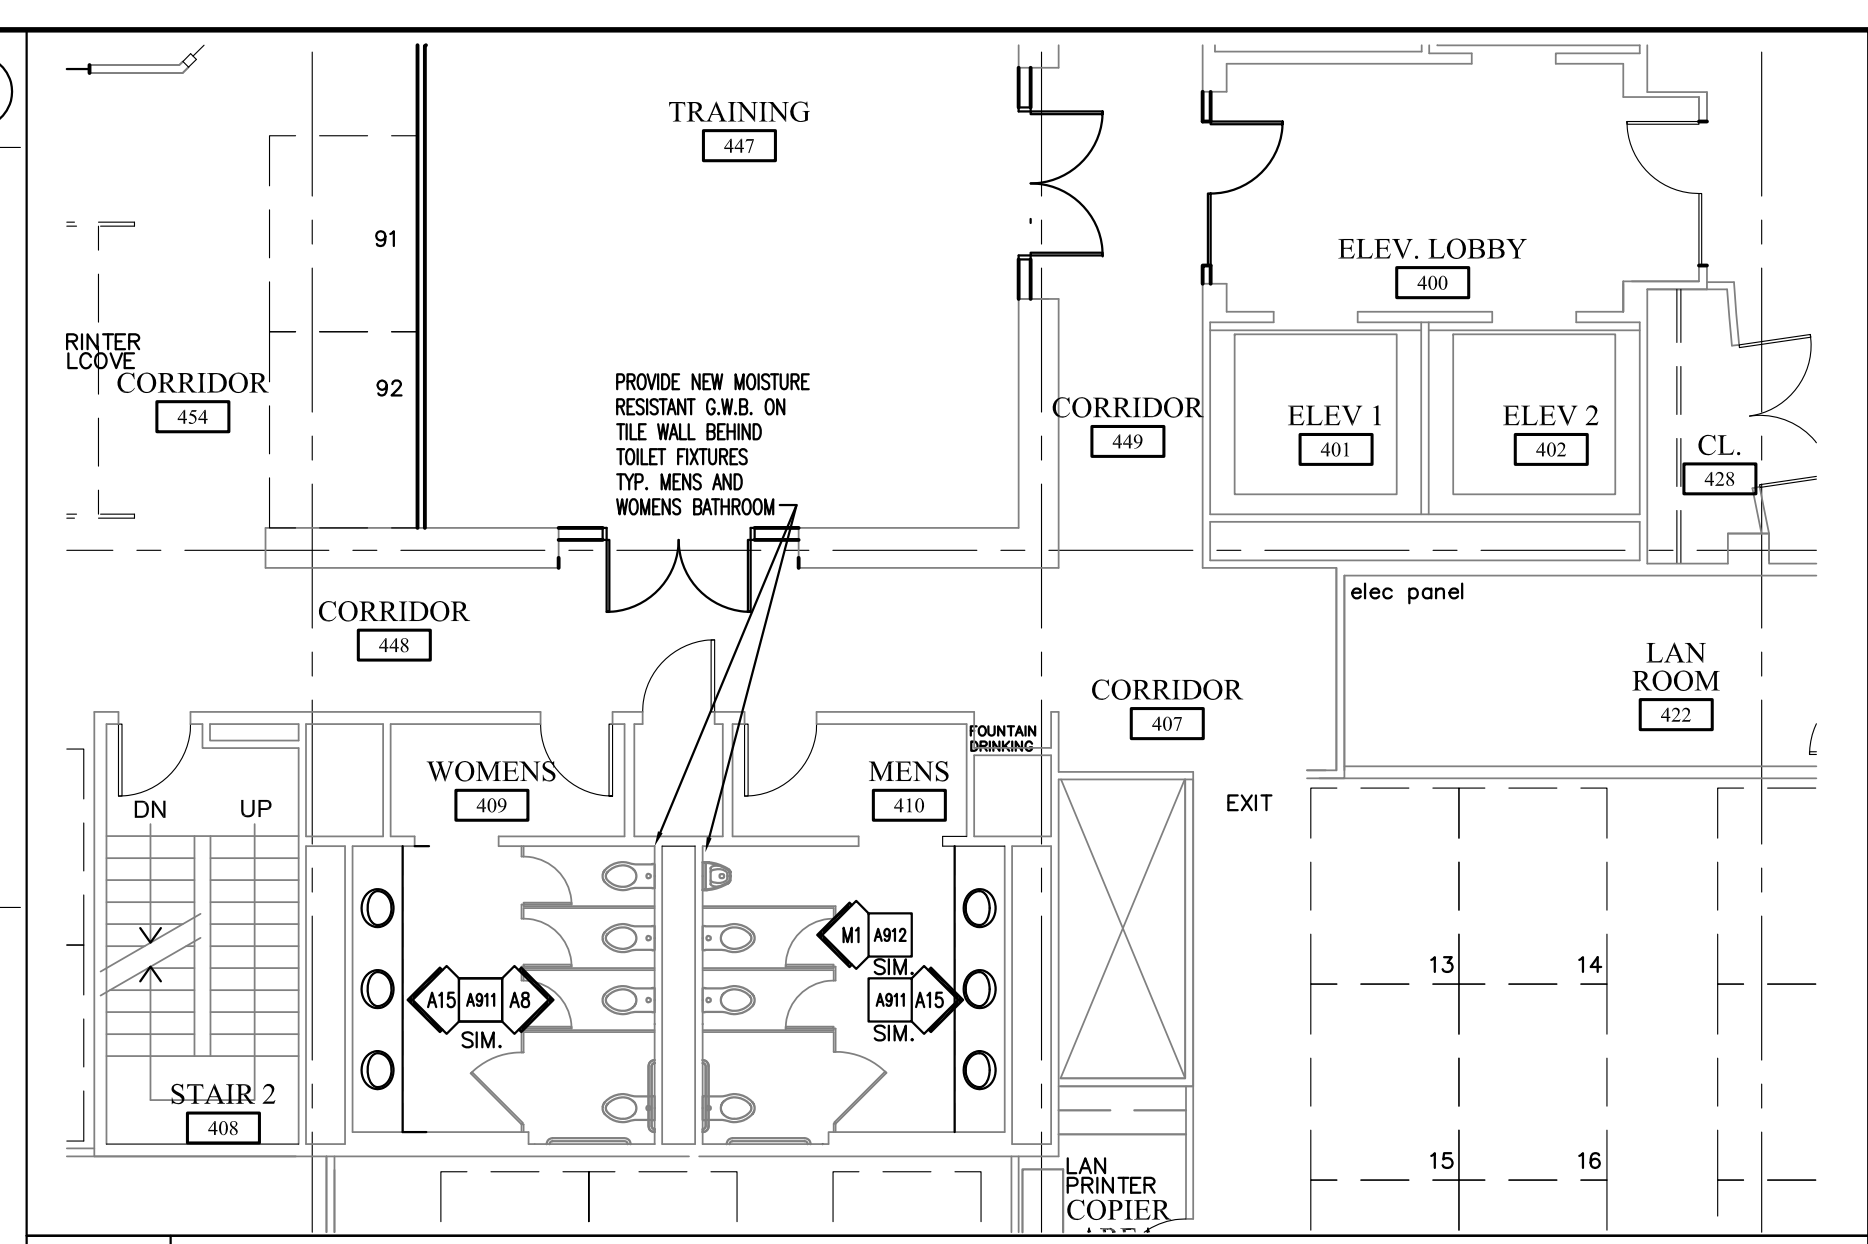 TRAINING
447
91
ELEV. LOBBY
400
RINTER
LCOVE
CORRIDOR
454
92
PROVIDE NEW MOISTURE
RESISTANT G.W.B. ON
TILE WALL BEHIND
TOILET FIXTURES
TYP. MENS AND
WOMENS BATHROOM
CORRIDOR
449
ELEV 1
401
ELEV 2
402
CL.
428
elec panel
CORRIDOR
448
LAN
ROOM
422
CORRIDOR
407
FOUNTAIN
DRINKING
WOMENS
409
MENS
410
DN
UP
EXIT
M1 A912
SIM.
A15 A911 A8
SIM.
A911 A15
SIM.
13
14
STAIR 2
408
15
16
LAN
PRINTER
COPIER
AREA